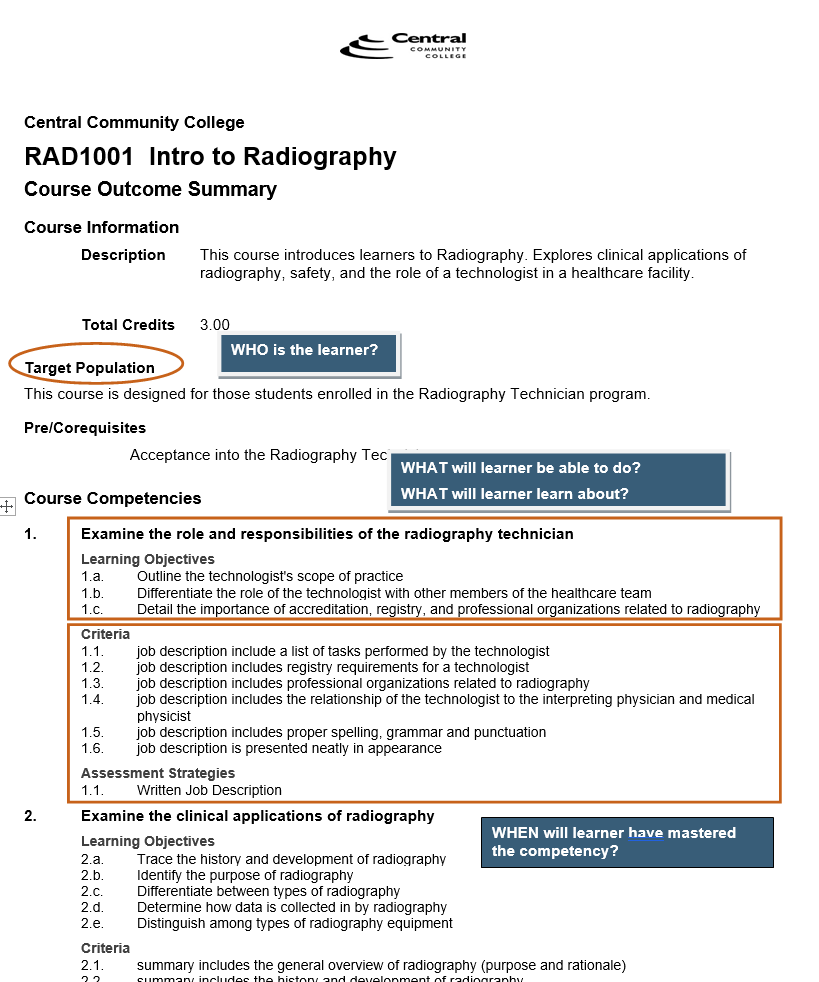 Central
COMMUNITY
COLLEGE
Central Community College
RAD1001 Intro to Radiography
Course Outcome Summary
Course Information
Description This course introduces learners to Radiography. Explores clinical applications of
radiography, safety, and the role of a technologist in a healthcare facility.
Total Credits 3.00
WHO is the learner?
Target Population
This course is designed for those students enrolled in the Radiography Technician program.
Pre/Corequisites
Acceptance into the Radiography
WHAT will learner be able to do?
WHAT will learner learn about?
Course Competencies
1. Examine the role and responsibilities of the radiography technician
Learning Objectives
1.a. Outline the technologist's scope of practice
1.b. Differentiate the role of the technologist with other members of the healthcare team
1.c. Detail the importance of accreditation, registry, and professional organizations related to radiography
Criteria
1.1. job description include a list of tasks performed by the technologist
1.2. job description includes registry requirements for a technologist
1.3. job description includes professional organizations related to radiography
1.4. job description includes the relationship of the technologist to the interpreting physician and medical
physicist
1.5. job description includes proper spelling, grammar and punctuation
1.6. job description is presented neatly in appearance
Assessment Strategies
1.1. Written Job Description
2. Examine the clinical applications of radiography
WHEN will learner have mastered
the competency?
Learning Objectives
2.a. Trace the history and development of radiography
2.b. Identify the purpose of radiography
2.c. Differentiate between types of radiography
2.d. Determine how data is collected in by radiography
2.e. Distinguish among types of radiography equipment
Criteria
2.1. summary includes the general overview of radiography (purpose and rationale)
2.2. summary includes the history and development of radiography